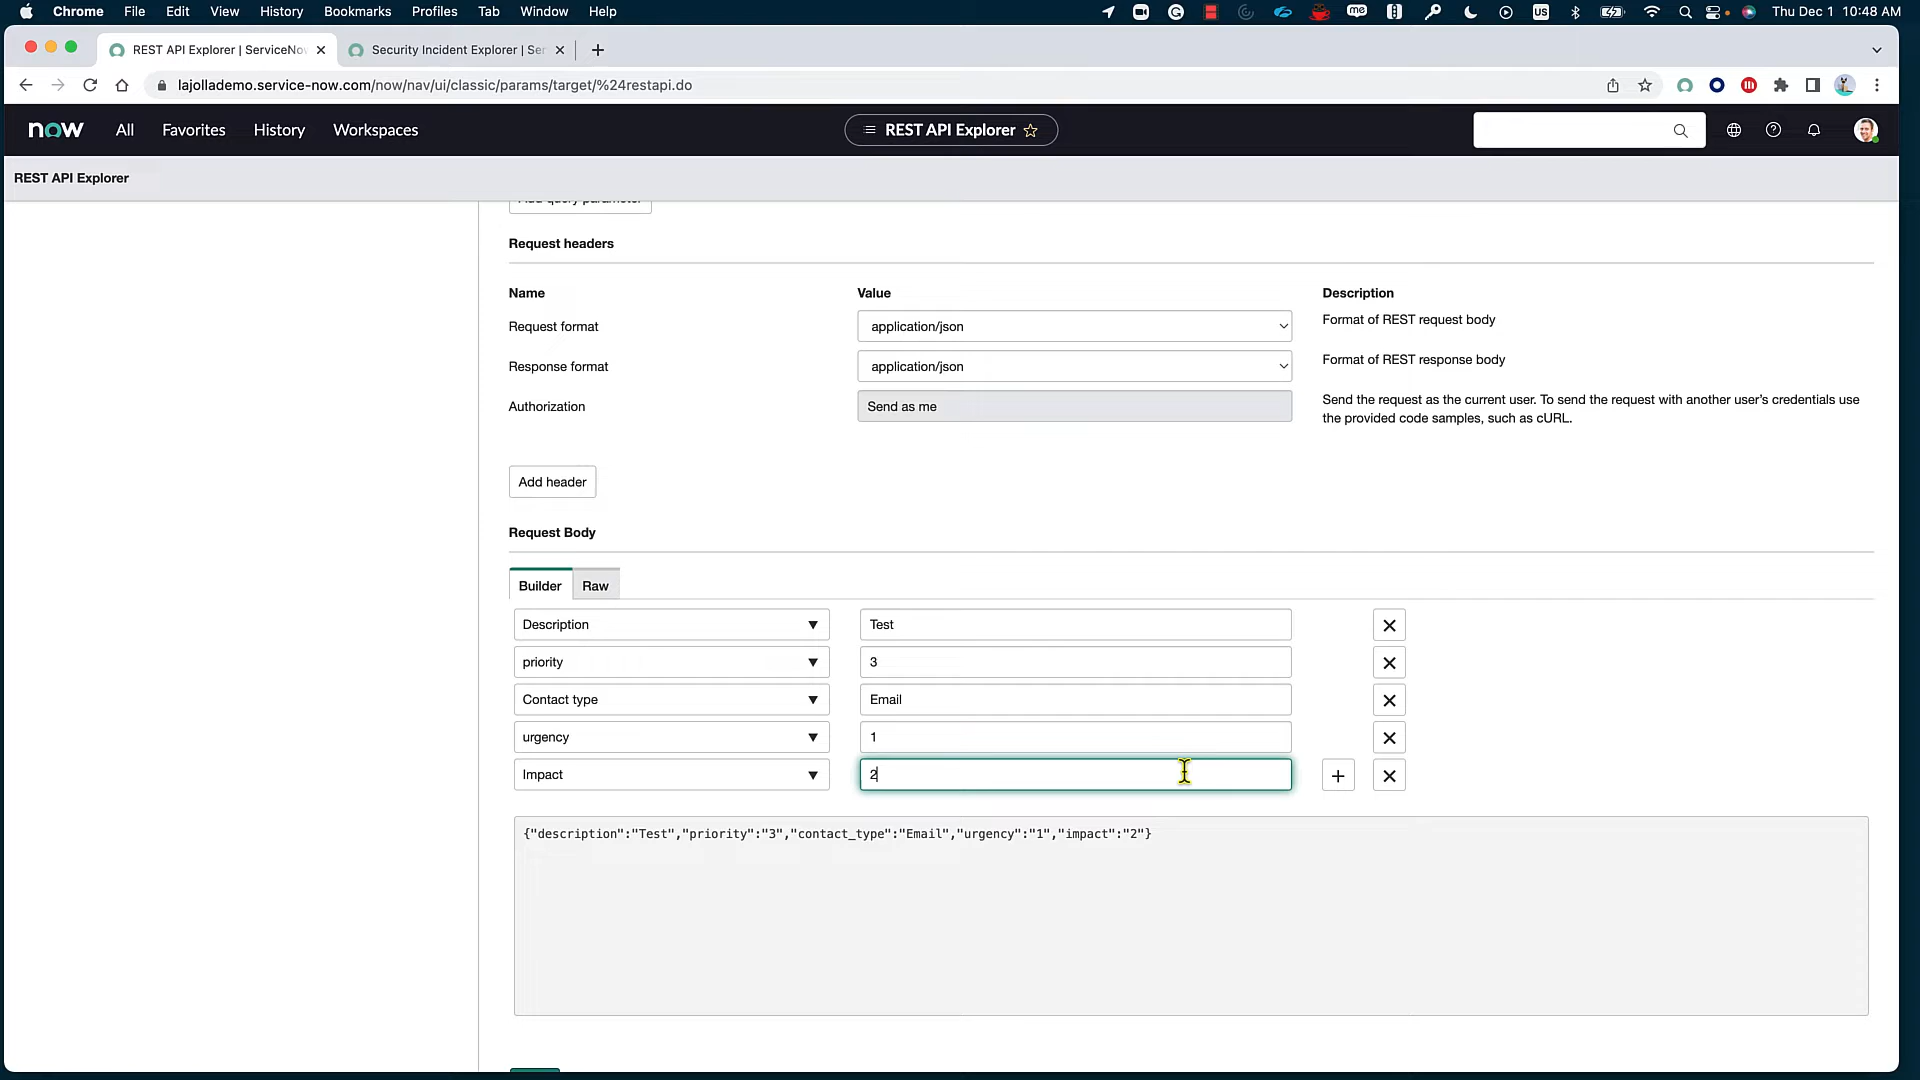 Chrome File Edit View History Bookmarks Profiles Tab Window Help me US Thu Dec 1 10:48 AM
REST API Explorer | ServiceNo Security Incident Explorer | Ser
lajollademo.service-now.com/now/nav/ui/classic/params/target/%24restapi.do
now All Favorites History Workspaces REST API Explorer
REST API Explorer
Add query parameter
Request headers
Name Value Description
Request format application/json Format of REST request body
Response format application/json Format of REST response body
Authorization Send as me Send the request as the current user. To send the request with another user's credentials use
the provided code samples, such as cURL.
Add header
Request Body
Builder Raw
Description Test
priority 3
Contact type Email
urgency 1
Impact 2
{"description":"Test","priority":"3","contact_type":"Email","urgency":"1","impact":"2"}